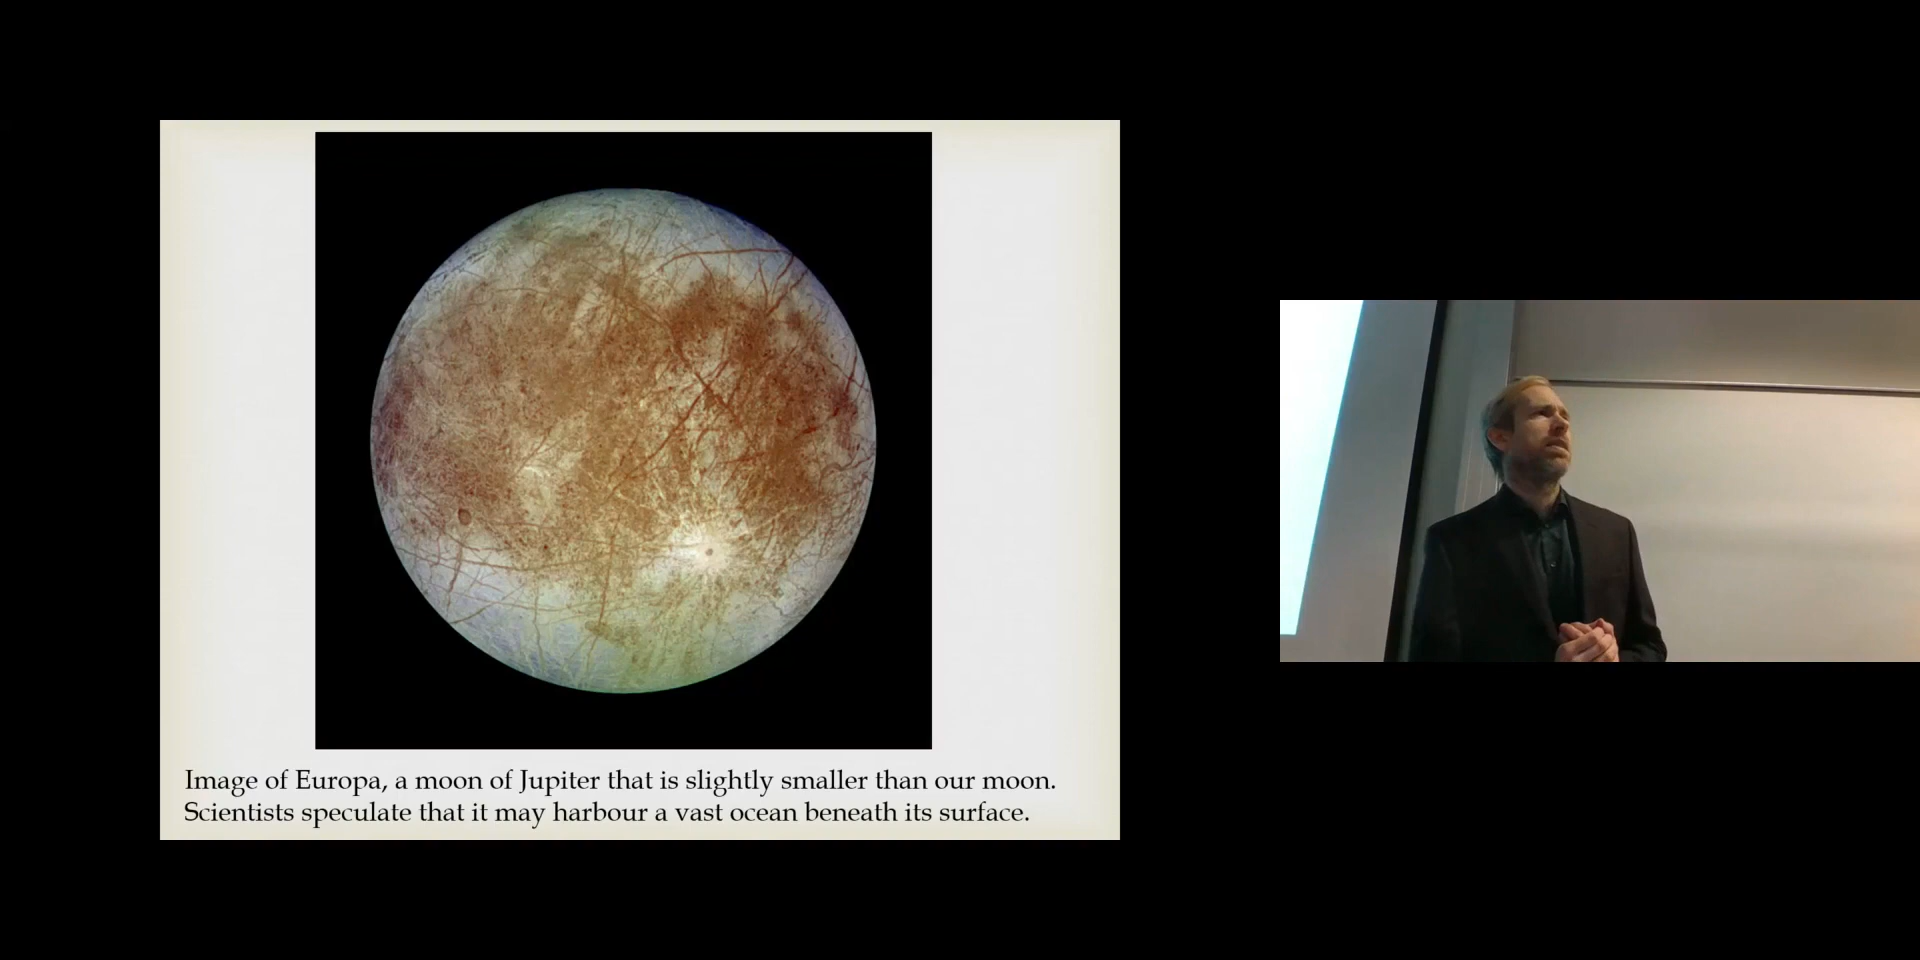 Image of Europa, a moon of Jupiter that is slightly smaller than our moon.
Scientists speculate that it may harbour a vast ocean beneath its surface.